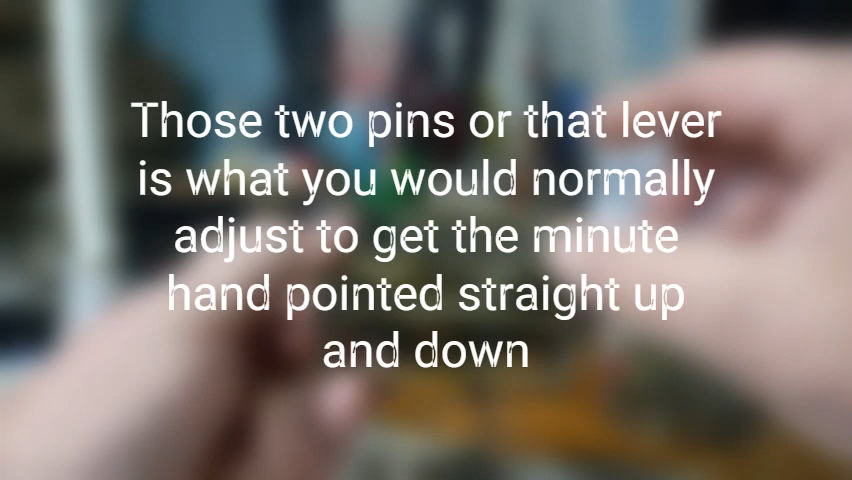 Those two pins or that lever
is what you would normally
adjust to get the minute
hand pointed straight up
and down